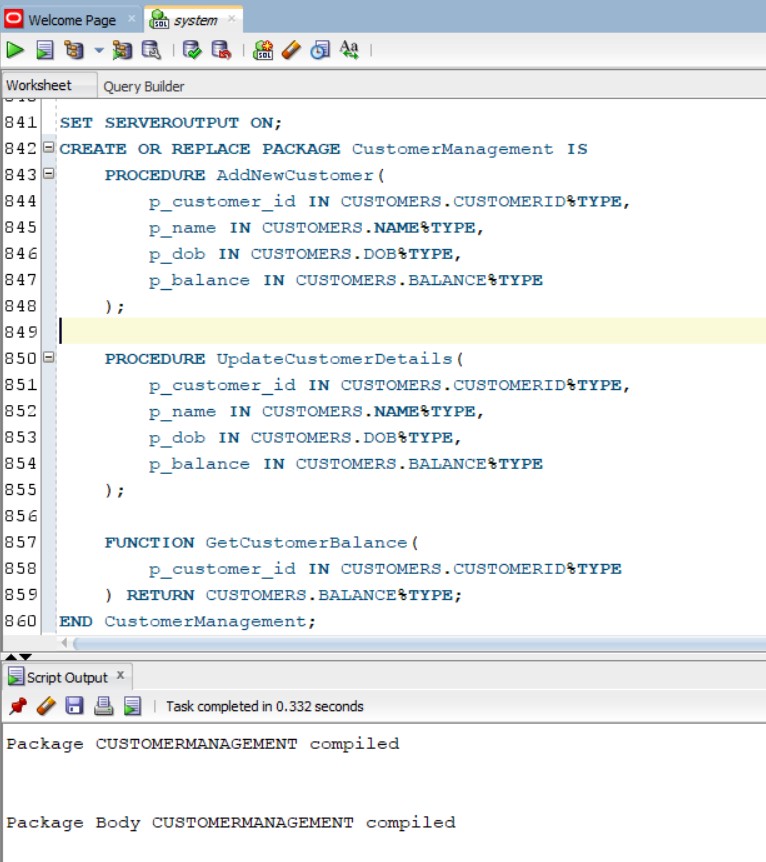 Welcome Page
system
Worksheet
Query Builder
841 SET SERVEROUTPUT ON;
842 CREATE OR REPLACE PACKAGE CustomerManagement IS
843 PROCEDURE AddNewCustomer(
844 p_customer_id IN CUSTOMERS.CUSTOMERID%TYPE,
845 p_name IN CUSTOMERS.NAME%TYPE,
846 p_dob IN CUSTOMERS.DOB%TYPE,
847 p_balance IN CUSTOMERS.BALANCE%TYPE
848 );
849
850 PROCEDURE UpdateCustomerDetails(
851 p_customer_id IN CUSTOMERS.CUSTOMERID%TYPE,
852 p_name IN CUSTOMERS.NAME%TYPE,
853 p_dob IN CUSTOMERS.DOB%TYPE,
854 p_balance IN CUSTOMERS.BALANCE%TYPE
855 );
856
857 FUNCTION GetCustomerBalance(
858 p_customer_id IN CUSTOMERS.CUSTOMERID%TYPE
859 ) RETURN CUSTOMERS.BALANCE%TYPE;
860 END CustomerManagement;
Script Output x
Task completed in 0.332 seconds
Package CUSTOMERMANAGEMENT compiled
Package Body CUSTOMERMANAGEMENT compiled